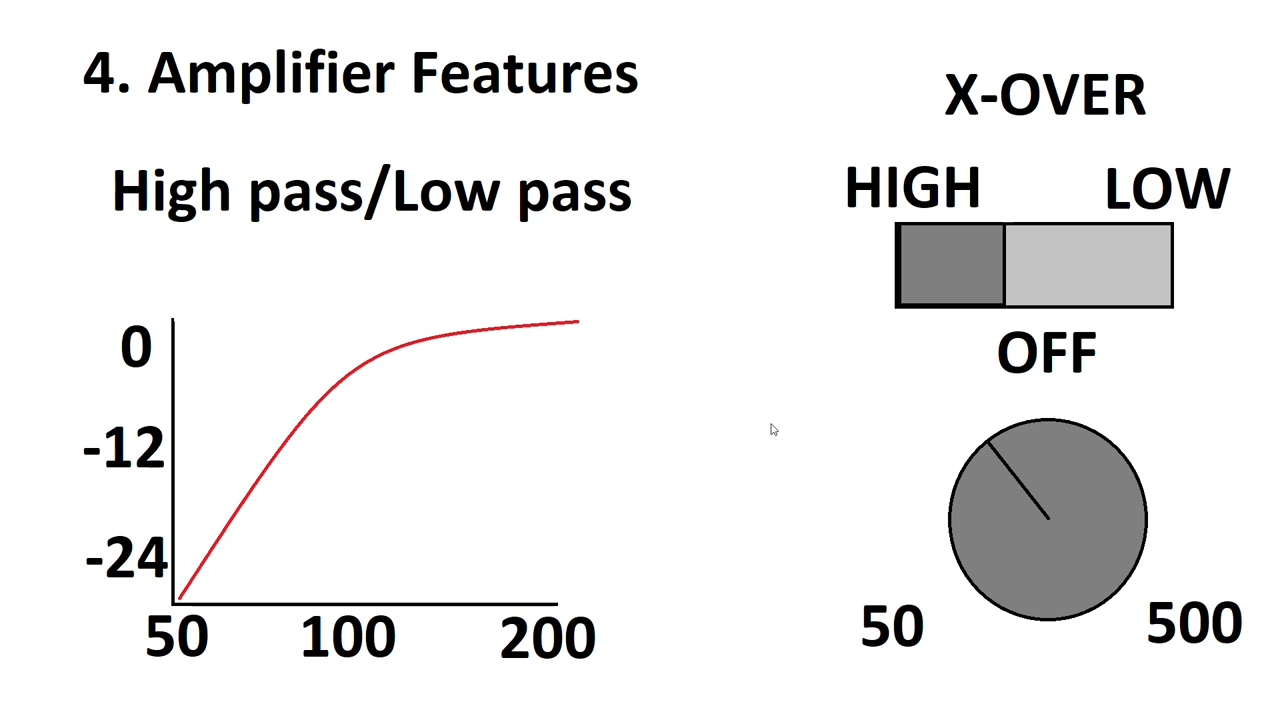 4. Amplifier Features
High pass/Low pass
0
-12
-24
50 100 200
X-OVER
HIGH LOW
OFF
50 500